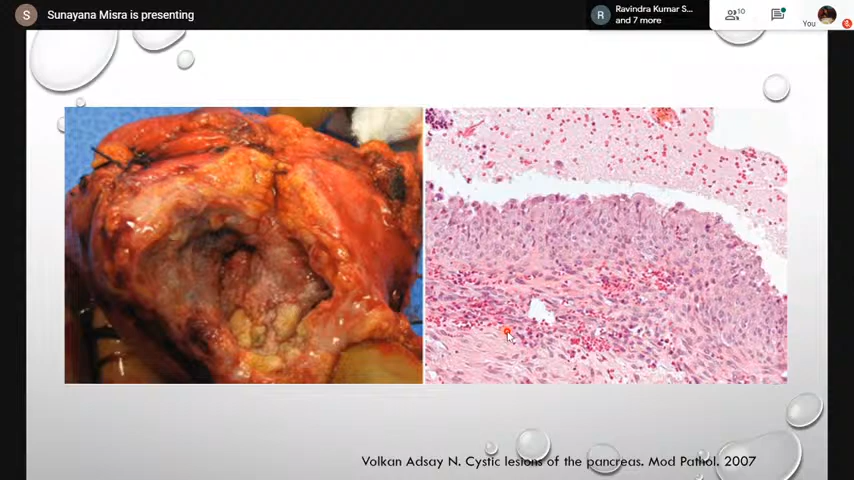 S Sunayana Misra is presenting
R Ravindra Kumar S...
and 7 more
10
You
Volkan Adsay N. Cystic lesions of the pancreas. Mod Pathol. 2007